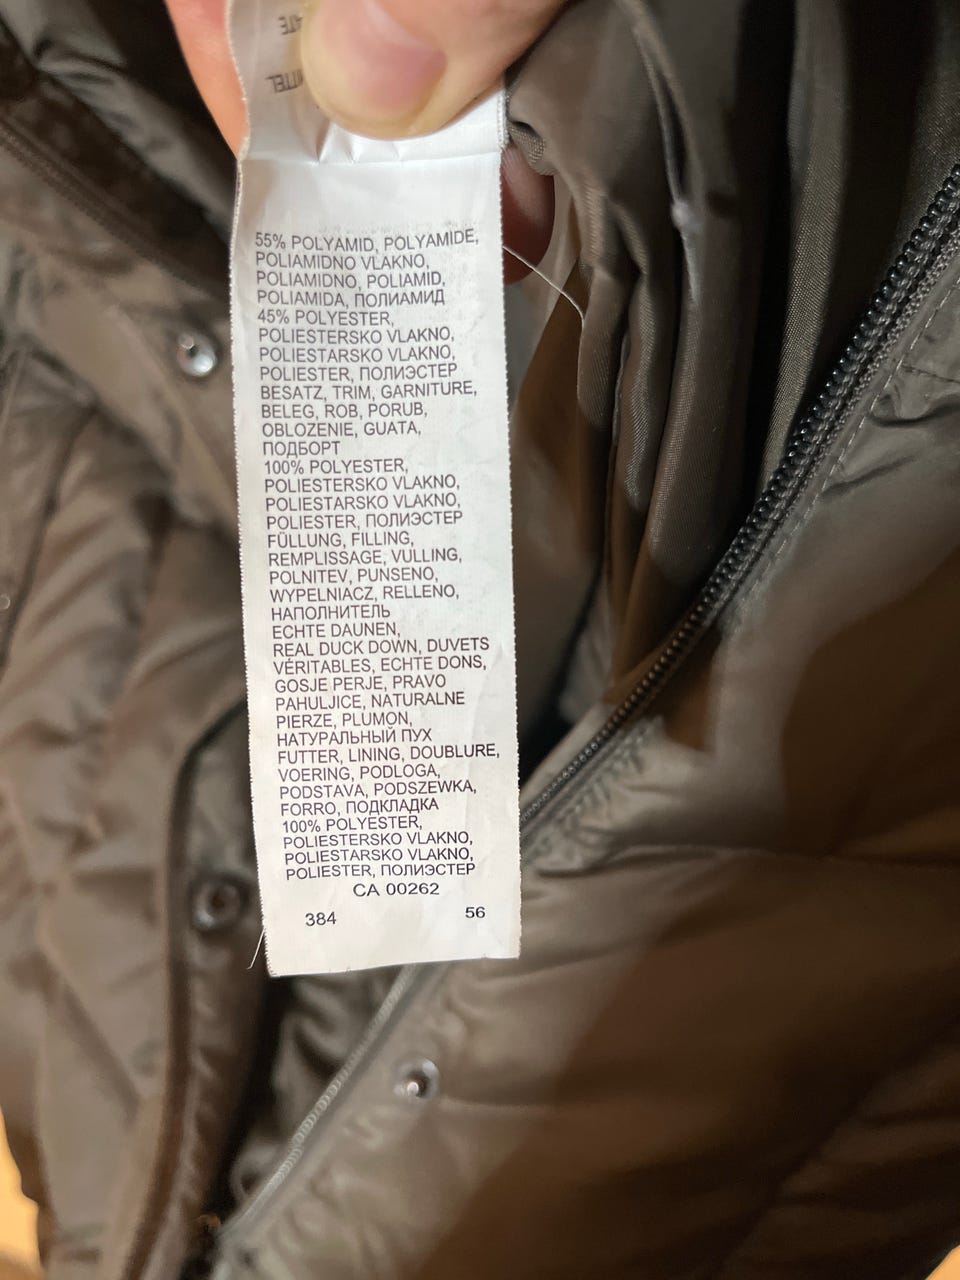 55% POLYAMID, POLYAMIDE,
POLIAMIDNO VLAKNO,
POLIAMIDNO, POLIAMID,
POLIAMIDA, ПОЛИАМИД
45% POLYESTER,
POLIESTERSKO VLAKNO,
POLIESTARSKO VLAKNO,
POLIESTER, ПОЛИЭСТЕР
BESATZ, TRIM, GARNITURE,
BELEG, ROB, PORUB,
OBLOZENIE, GUATA,
ПОДБОРТ
100% POLYESTER,
POLIESTERSKO VLAKNO,
POLIESTARSKO VLAKNO,
POLIESTER, ПОЛИЭСТЕР
FÜLLUNG, FILLING,
REMPLISSAGE, VULLING,
POLNITEV, PUNSENO,
WYPELNIACZ, RELLENO,
НАПОЛНИТЕЛЬ
ECHTE DAUNEN,
REAL DUCK DOWN, DUVETS
VÉRITABLES, ECHTE DONS,
GOSJE PERJE, PRAVO
PAHULJICE, NATURALNE
PIERZE, PLUMON,
НАТУРАЛЬНЫЙ ПУХ
FUTTER, LINING, DOUBLURE,
VOERING, PODLOGA,
PODSTAVA, PODSZEWKA,
FORRO, ПОДКЛАДКА
100% POLYESTER,
POLIESTERSKO VLAKNO,
POLIESTARSKO VLAKNO,
POLIESTER, ПОЛИЭСТЕР
CA 00262
384 56